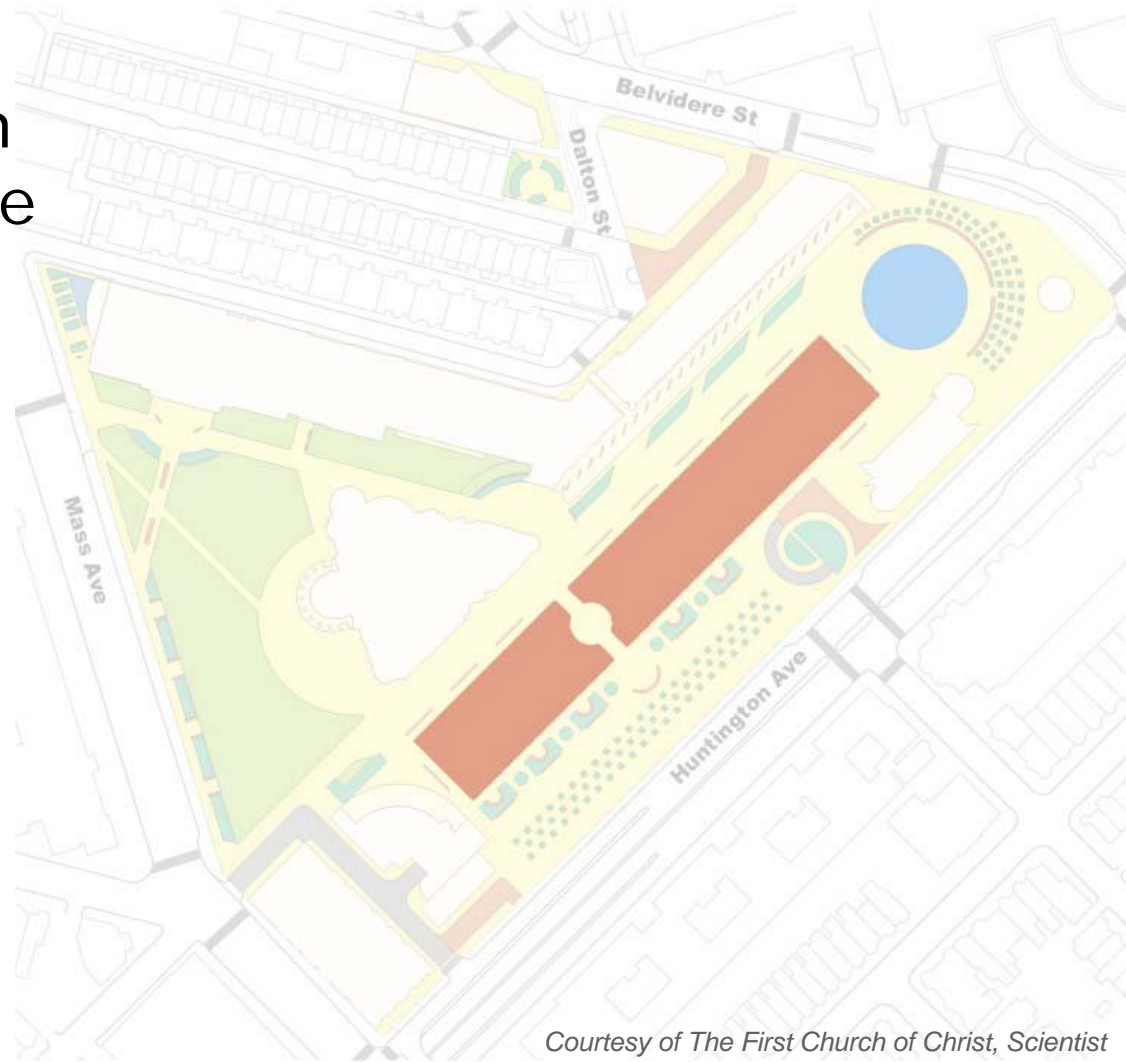 Belvidere St
Dalton St
Mass Ave
Huntington Ave
Courtesy of The First Church of Christ, Scientist